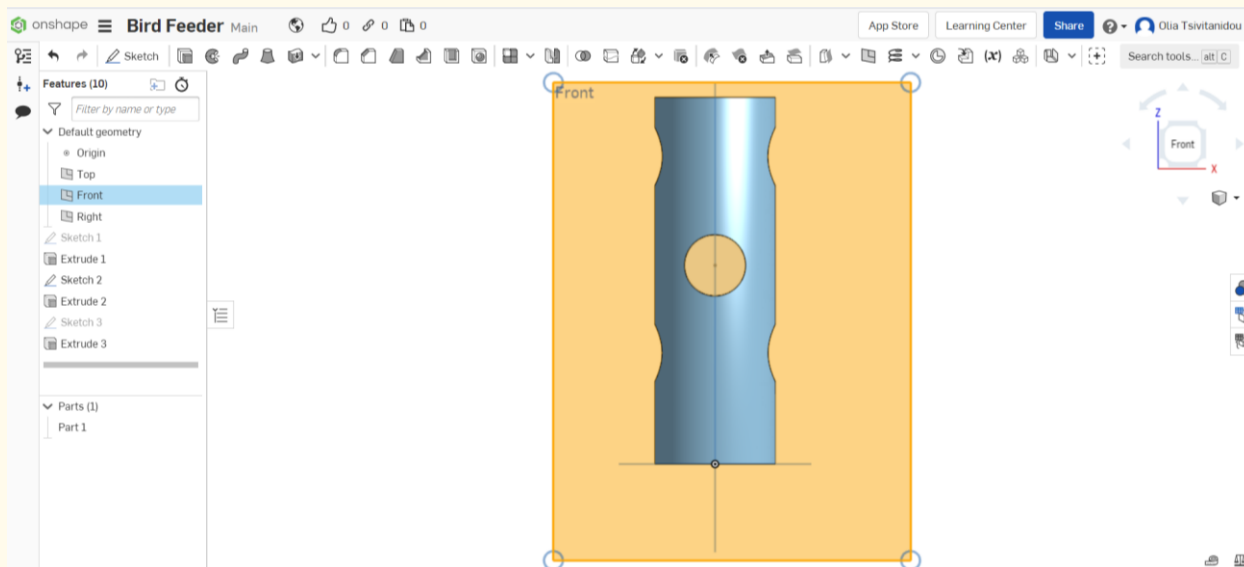 onshape Bird Feeder Main 0 0 0 App Store Learning Center Share Olia Tsivitanidou
Sketch Search tools... alt C
Features (10)
Filter by name or type
Default geometry
Origin
Top
Front
Right
Sketch 1
Extrude 1
Sketch 2
Extrude 2
Sketch 3
Extrude 3
Parts (1)
Part 1
Front
Z
Front
X